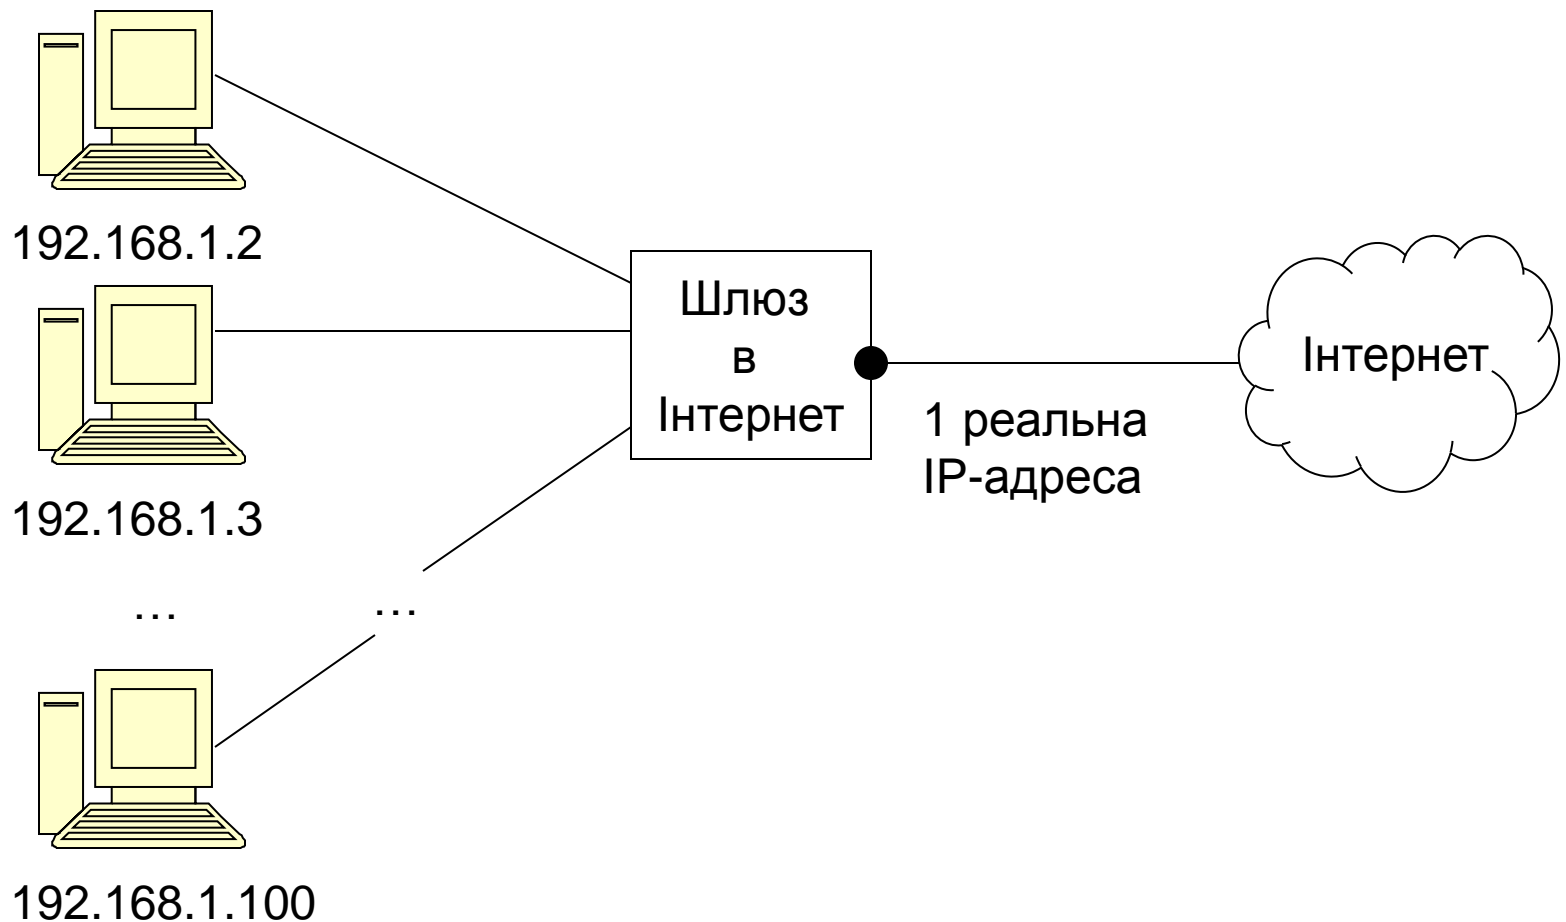 192.168.1.2
192.168.1.3
…
…
192.168.1.100
Шлюз
в
Інтернет
1 реальна
IP-адреса
Інтернет